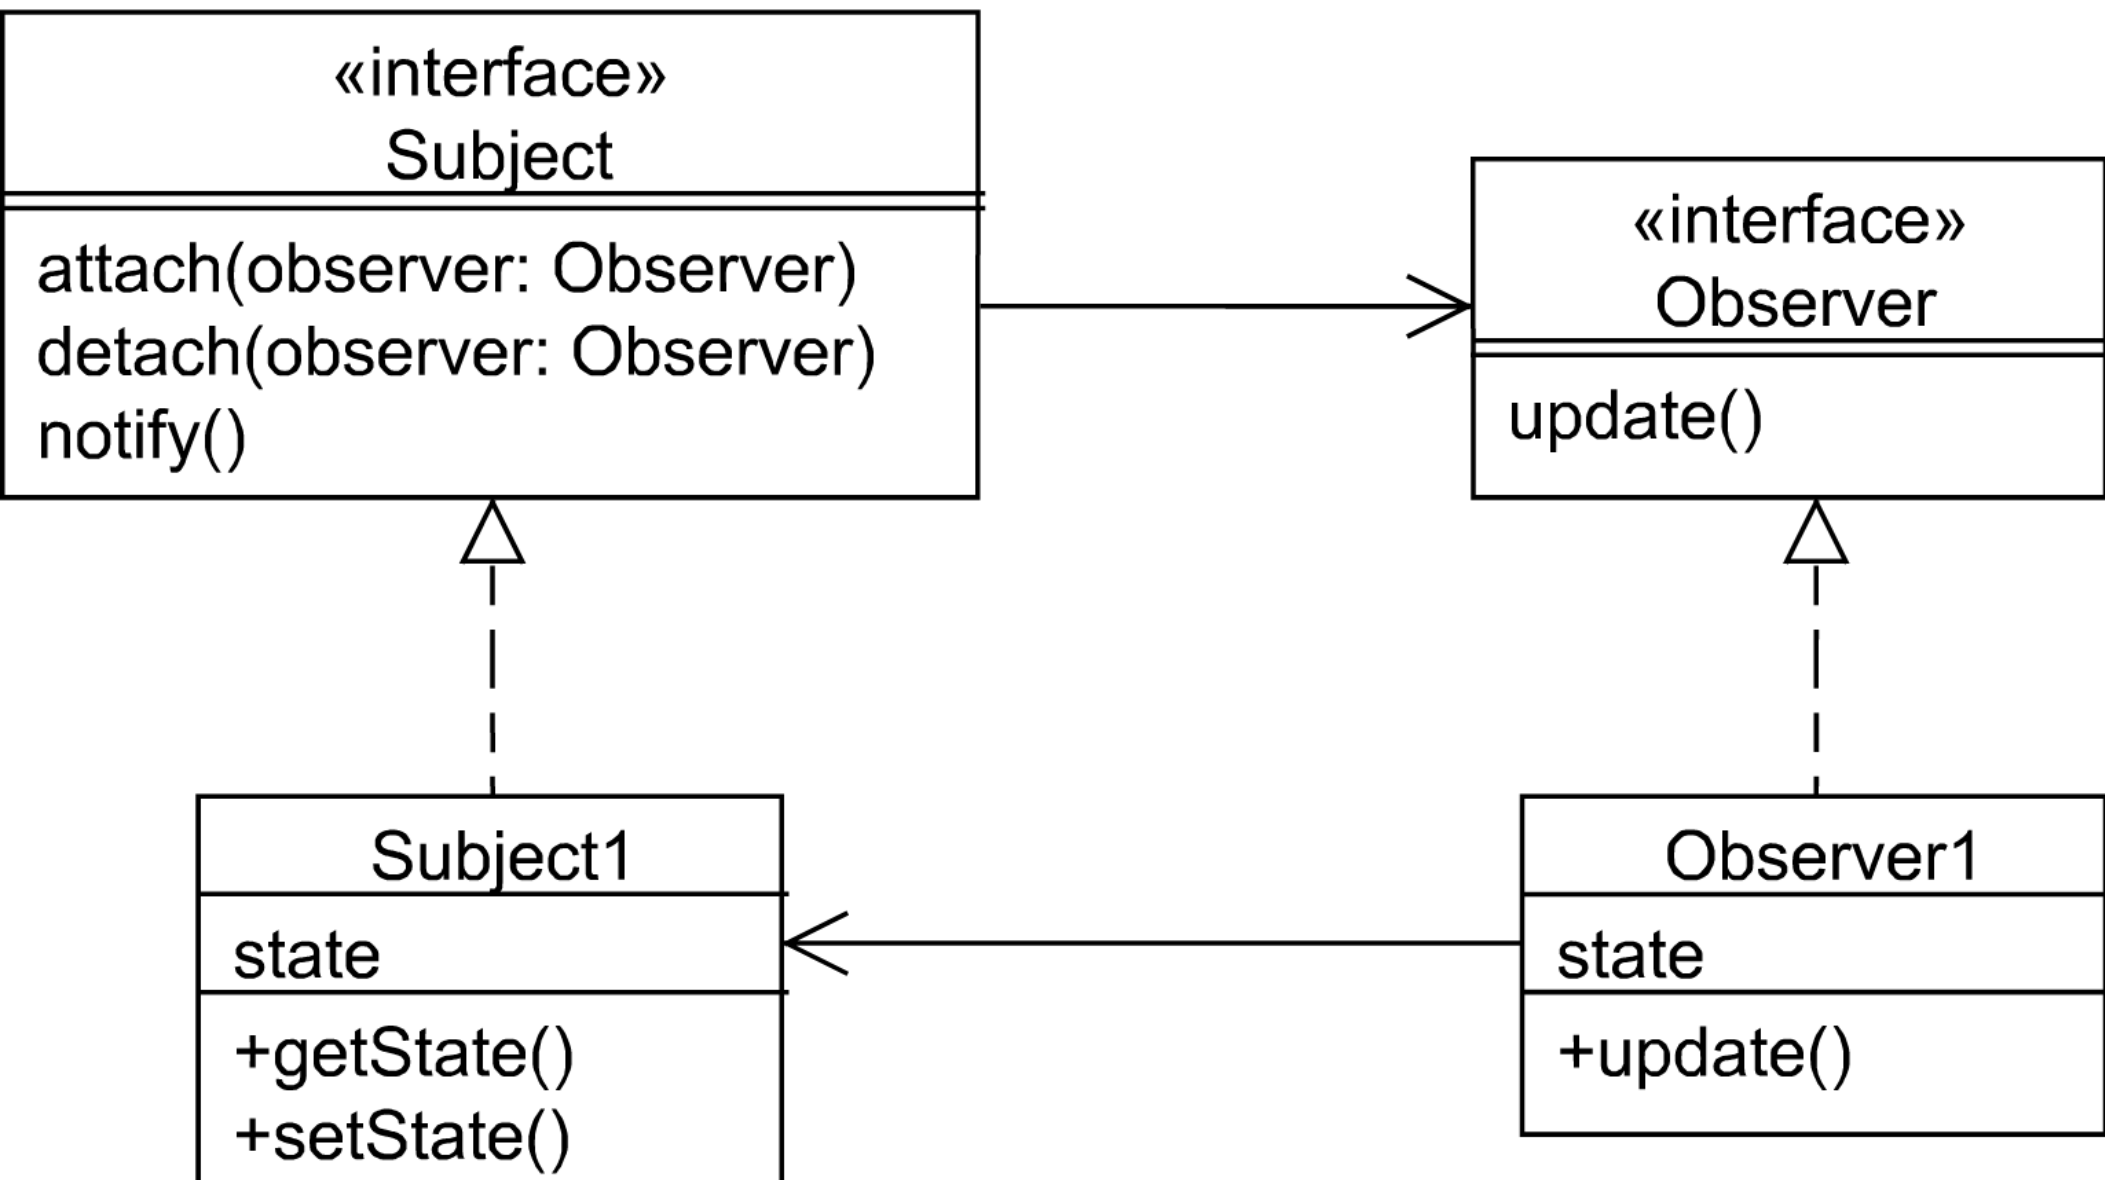 «interface»
Subject
attach(observer: Observer)
detach(observer: Observer)
notify()
«interface»
Observer
update()
Subject1
state
+getState()
+setState()
Observer1
state
+update()